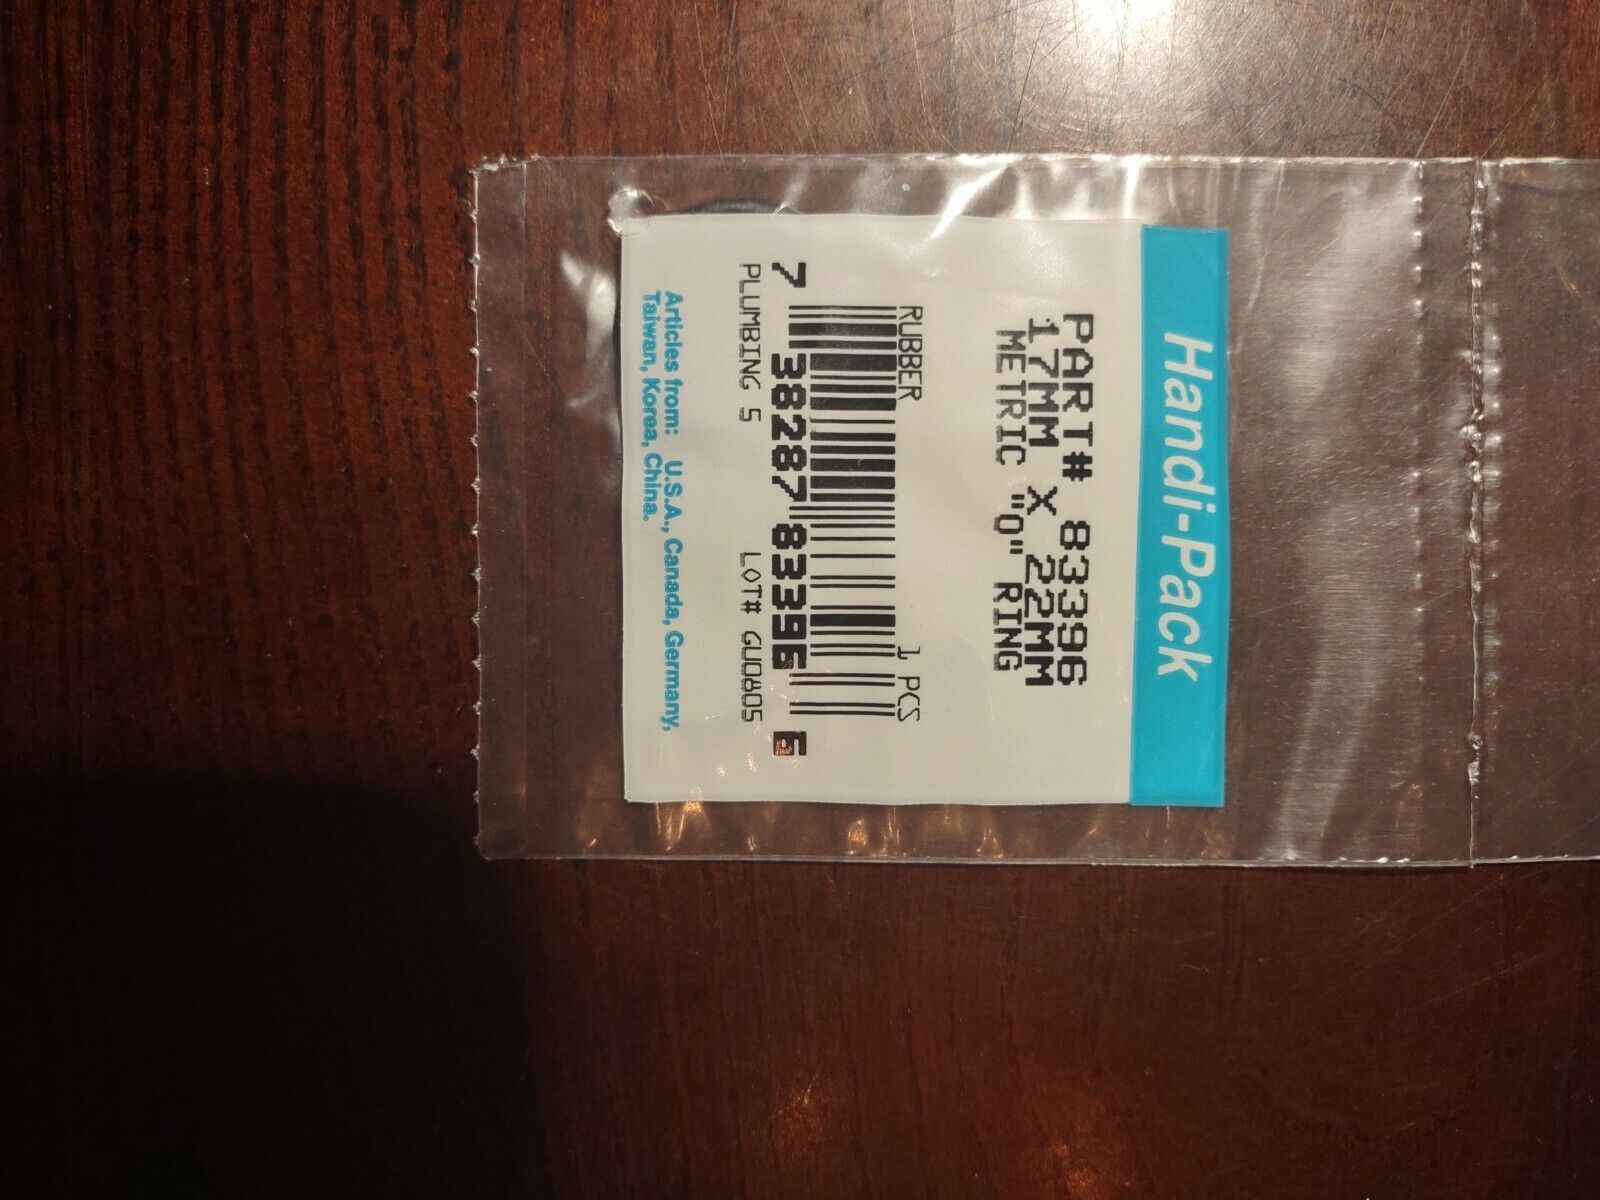 Handi-Pack
PART# 83396
17MM X 22MM
METRIC "O" RING
RUBBER 1 PCS
7 38287 83396 6
PLUMBING 5 LOT# GU0605
Articles from: U.S.A., Canada, Germany,
Taiwan, Korea, China.